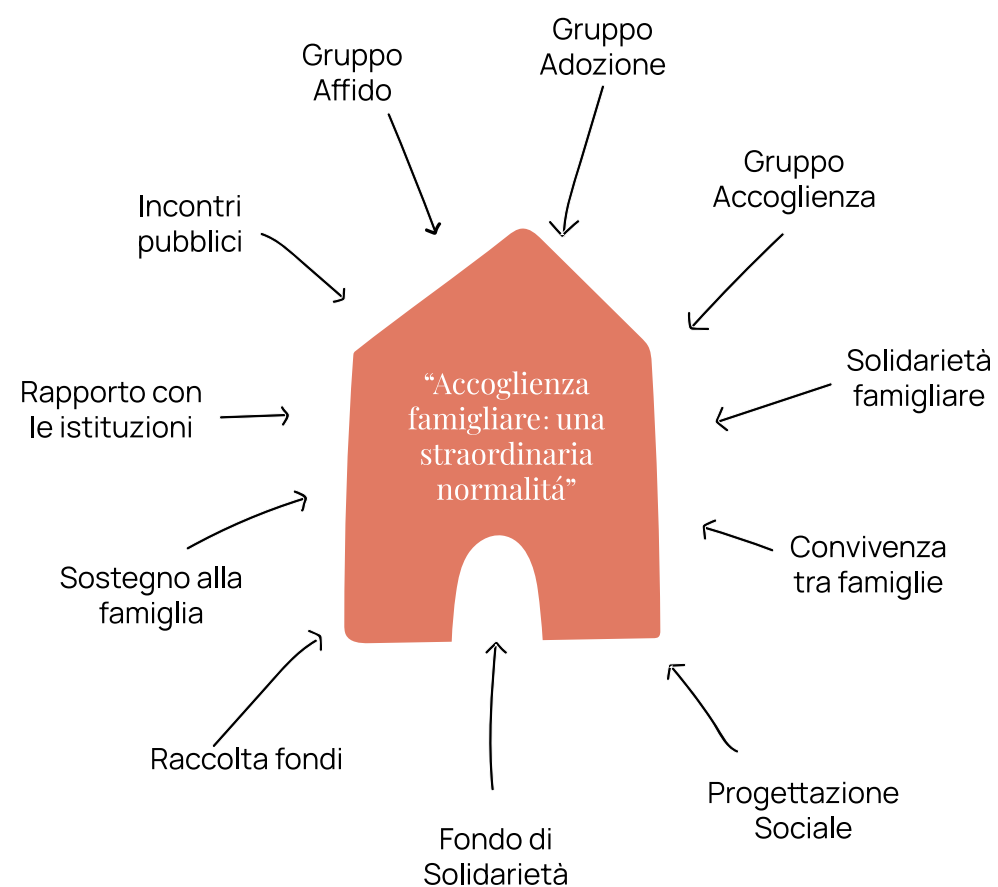 Gruppo
Affido
Gruppo
Adozione
Gruppo
Accoglienza
Incontri
pubblici
Solidarietà
famigliare
Rapporto con
le istituzioni
“Accoglienza
famigliare: una
straordinaria
normalitá”
Convivenza
tra famiglie
Sostegno alla
famiglia
Raccolta fondi
Progettazione
Sociale
Fondo di
Solidarietà